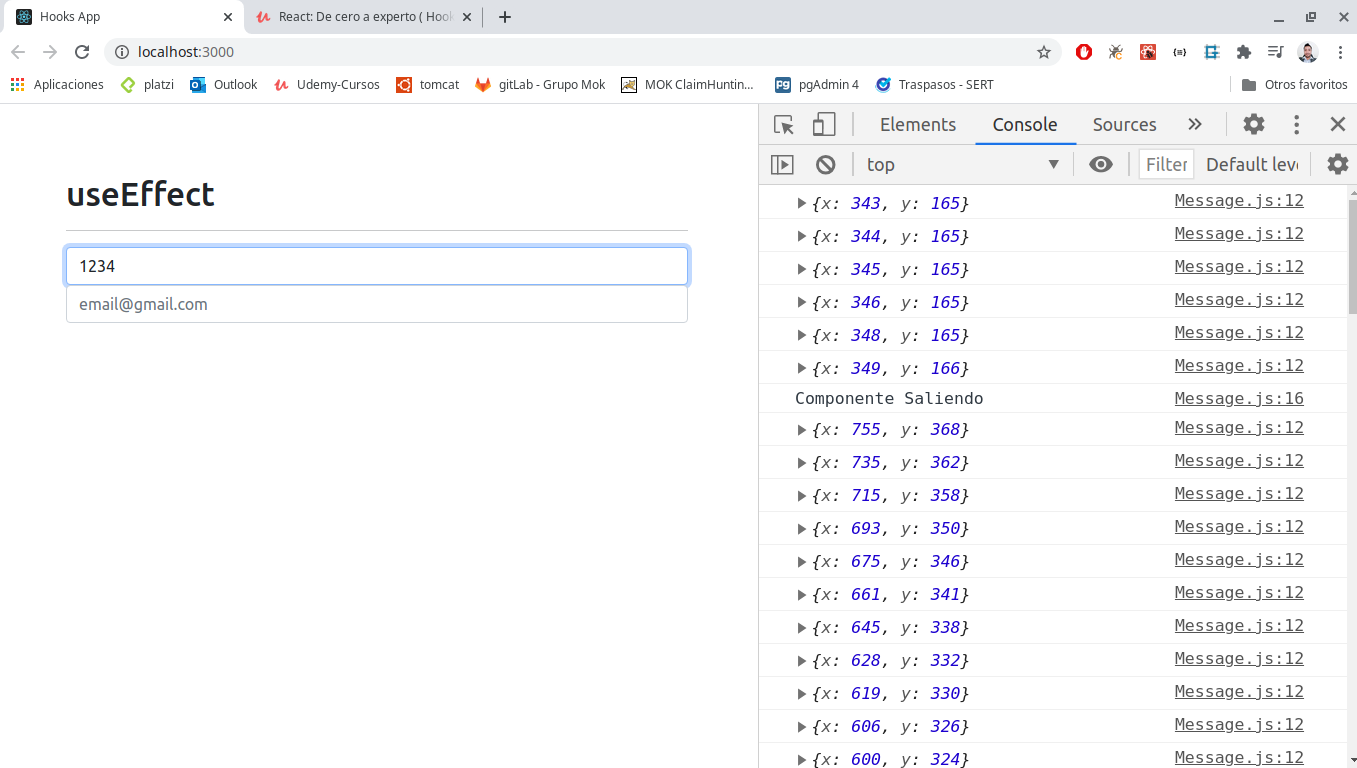 Hooks App
React: De cero a experto ( Hook
localhost:3000
Aplicaciones
platzi
Outlook
Udemy-Cursos
tomcat
gitLab - Grupo Mok
MOK ClaimHuntin...
pgAdmin 4
Traspasos - SERT
Otros favoritos
useEffect
1234
email@gmail.com
Elements
Console
Sources
top
Filter
Default leve
{x: 343, y: 165} Message.js:12
{x: 344, y: 165} Message.js:12
{x: 345, y: 165} Message.js:12
{x: 346, y: 165} Message.js:12
{x: 348, y: 165} Message.js:12
{x: 349, y: 166} Message.js:12
Componente Saliendo Message.js:16
{x: 755, y: 368} Message.js:12
{x: 735, y: 362} Message.js:12
{x: 715, y: 358} Message.js:12
{x: 693, y: 350} Message.js:12
{x: 675, y: 346} Message.js:12
{x: 661, y: 341} Message.js:12
{x: 645, y: 338} Message.js:12
{x: 628, y: 332} Message.js:12
{x: 619, y: 330} Message.js:12
{x: 606, y: 326} Message.js:12
{x: 600, y: 324} Message.js:12